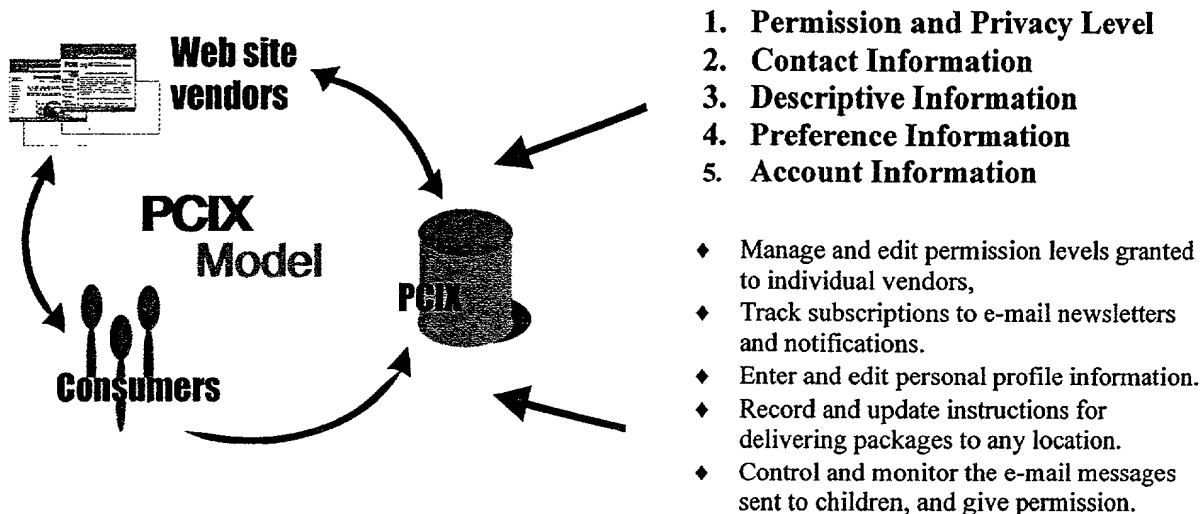 Web site
vendors
PCIX
Model
PCIX
Consumers
1. Permission and Privacy Level
2. Contact Information
3. Descriptive Information
4. Preference Information
5. Account Information
♦ Manage and edit permission levels granted
to individual vendors,
♦ Track subscriptions to e-mail newsletters
and notifications.
♦ Enter and edit personal profile information.
♦ Record and update instructions for
delivering packages to any location.
♦ Control and monitor the e-mail messages
sent to children, and give permission.